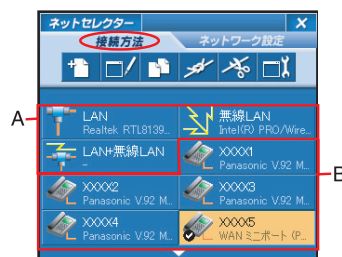 ネットセレクター
接続方法 ネットワーク設定
A
LAN 無線LAN
Realtek RTL8139... Intel(R) PRO/Wire...
LAN+無線LAN XXXX1
- Panasonic V.92 M...
B
XXXX2 XXXX3
Panasonic V.92 M... Panasonic V.92 M...
XXXX4 XXXX5
Panasonic V.92 M... WAN ミニポート (P...